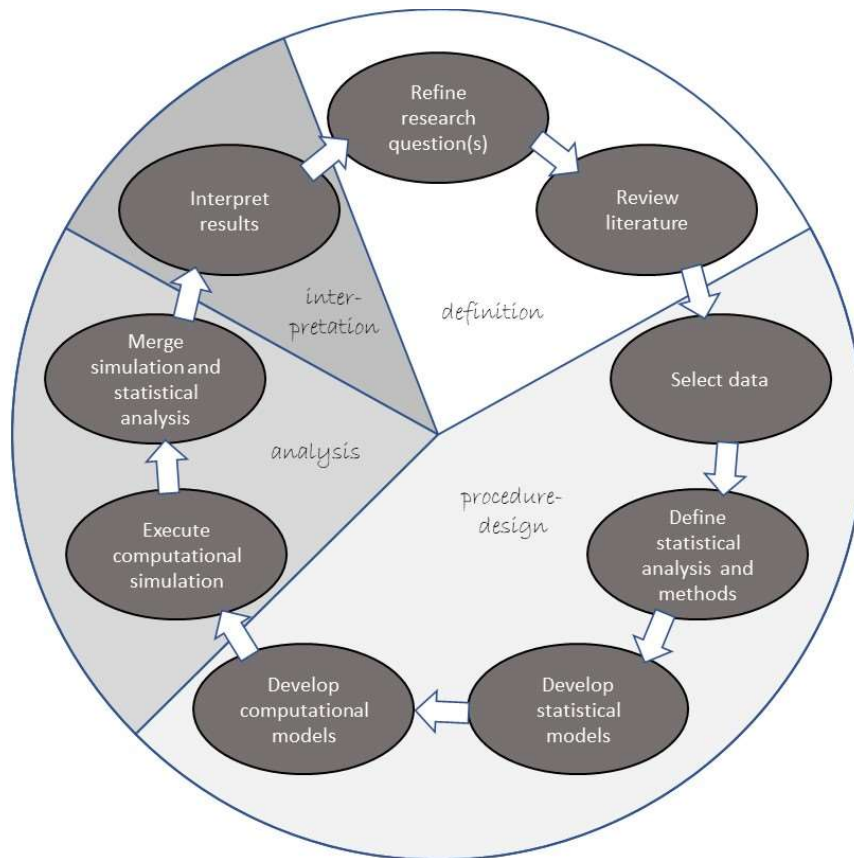 Refine
research
question(s)
Review
literature
Select data
Define
statistical
analysis and
methods
Develop
statistical
models
Develop
computational
models
Execute
computational
simulation
Merge
simulation and
statistical
analysis
Interpret
results
definition
procedure-
design
analysis
inter-
pretation